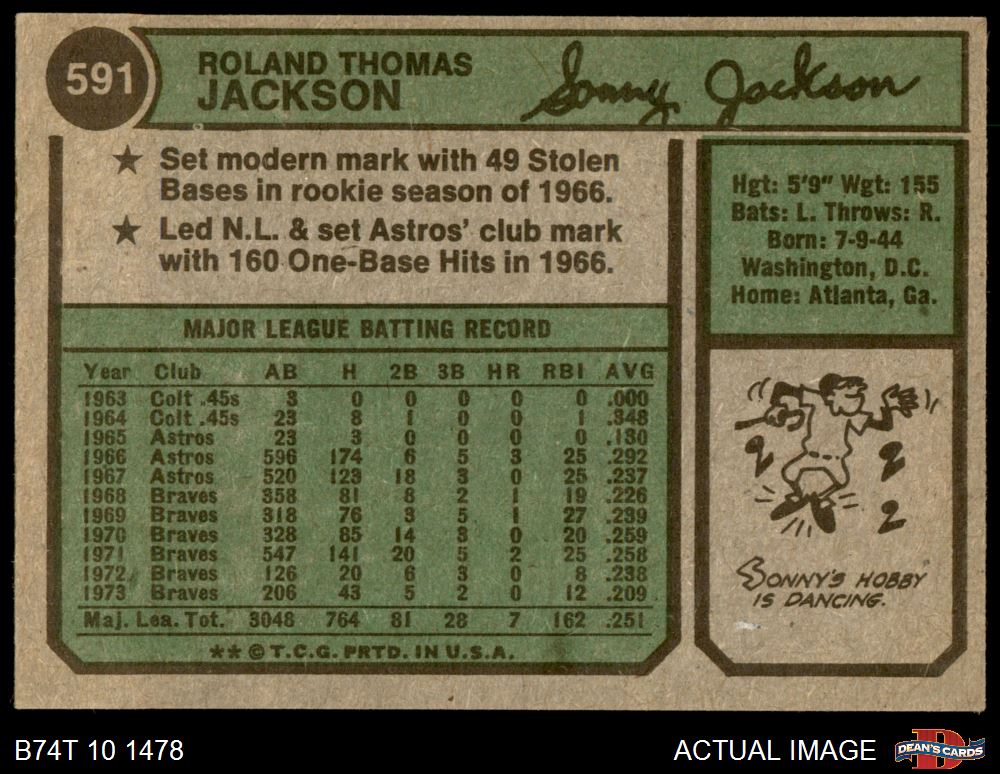 591
ROLAND THOMAS
JACKSON
Sonny Jackson
★ Set modern mark with 49 Stolen
Bases in rookie season of 1966.
★ Led N.L. & set Astros' club mark
with 160 One-Base Hits in 1966.
Hgt: 5'9" Wgt: 155
Bats: L. Throws: R.
Born: 7-9-44
Washington, D.C.
Home: Atlanta, Ga.
MAJOR LEAGUE BATTING RECORD
Year Club AB H 2B 3B HR RBI AVG
1963 Colt .45s 3 0 0 0 0 0 .000
1964 Colt .45s 23 8 1 0 0 1 .348
1965 Astros 23 3 0 0 0 0 .130
1966 Astros 596 174 6 5 3 25 .292
1967 Astros 520 123 18 3 0 25 .237
1968 Braves 358 81 8 2 1 19 .226
1969 Braves 318 76 3 5 1 27 .239
1970 Braves 328 85 14 3 0 20 .259
1971 Braves 547 141 20 5 2 25 .258
1972 Braves 126 20 6 3 0 8 .238
1973 Braves 206 43 5 2 0 12 .209
Maj. Lea. Tot. 3048 764 81 28 7 162 .251
** © T.C.G. PRTD. IN U.S.A.
2 2
2
SONNY'S HOBBY
IS DANCING.
B74T 10 1478
ACTUAL IMAGE
D
DEAN'S CARDS